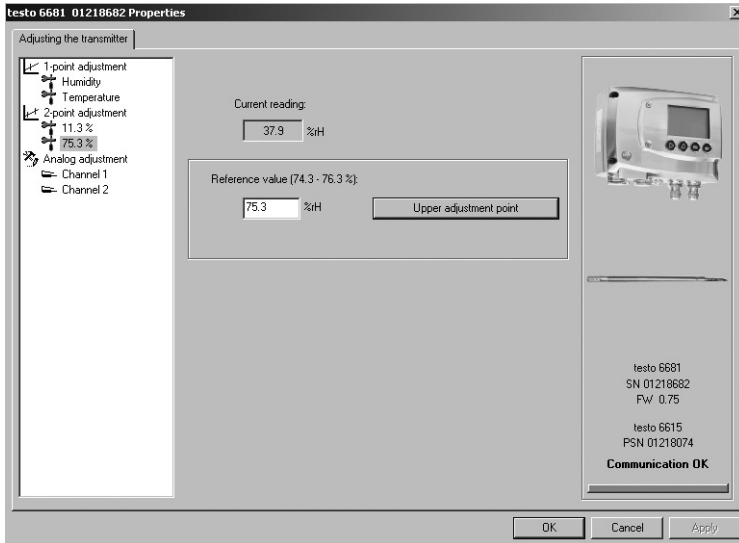 testo 6681 01218682 Properties
Adjusting the transmitter
1-point adjustment
Humidity
Temperature
2-point adjustment
11.3 %
75.3 %
Analog adjustment
Channel 1
Channel 2
Current reading:
37.9 %rH
Reference value (74.3 - 76.3 %):
75.3 %rH Upper adjustment point
testo 6681
SN 01218682
FW 0.75
testo 6615
PSN 01218074
Communication OK
OK Cancel Apply